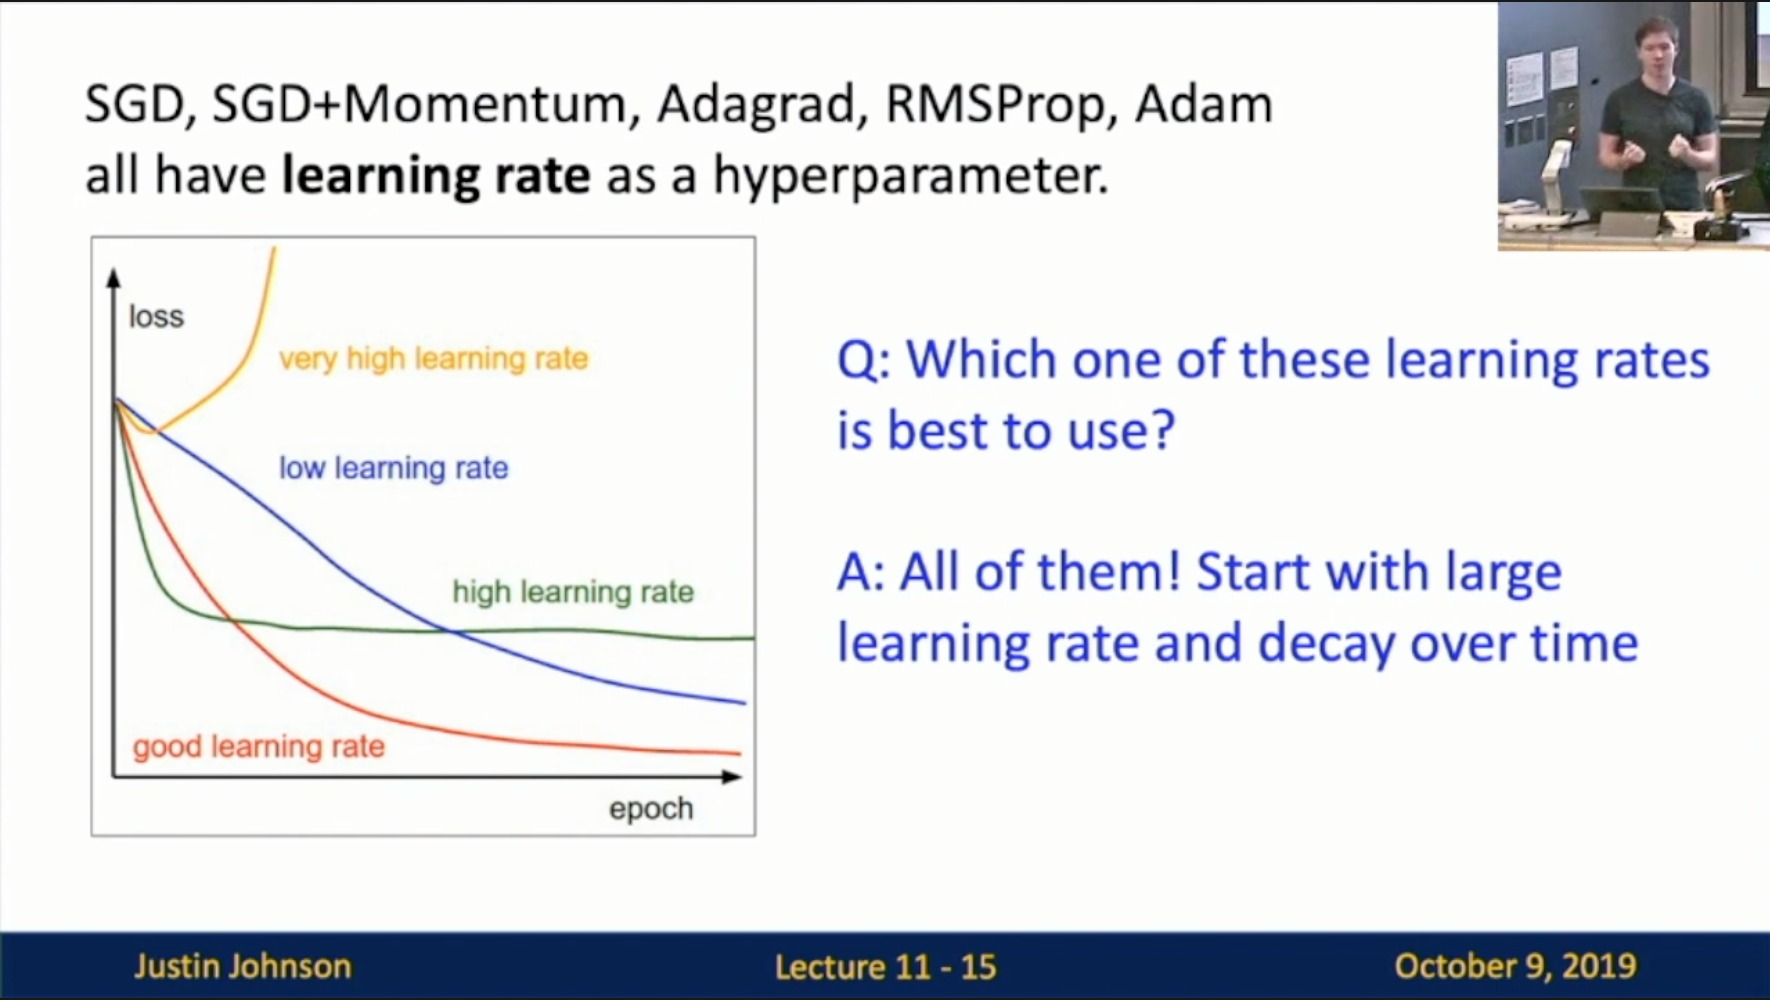 SGD, SGD+Momentum, Adagrad, RMSProp, Adam
all have learning rate as a hyperparameter.
loss
very high learning rate
low learning rate
high learning rate
good learning rate
epoch
Q: Which one of these learning rates
is best to use?
A: All of them! Start with large
learning rate and decay over time
Justin Johnson
Lecture 11 - 15
October 9, 2019